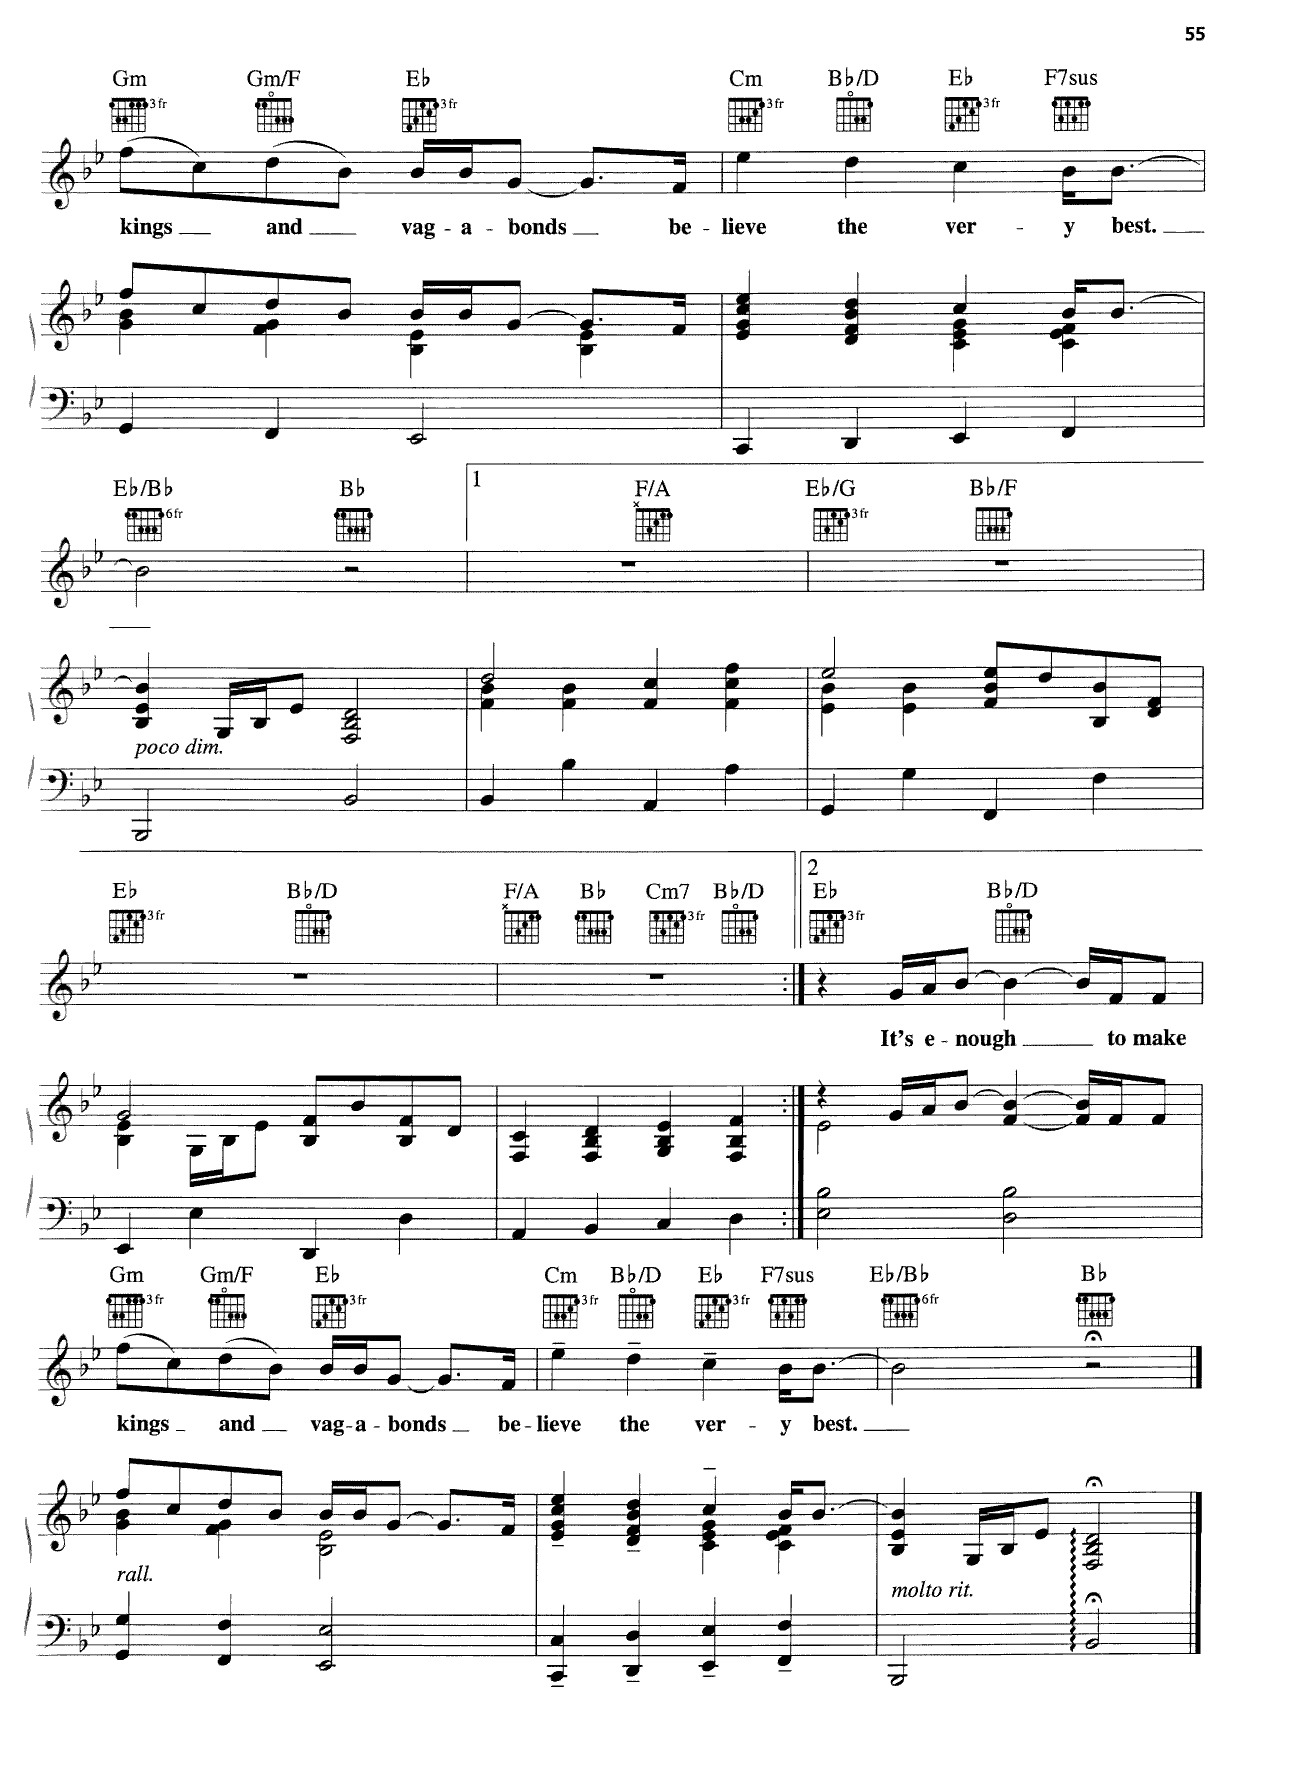 55
Gm Gm/F E♭ Cm B♭/D E♭ F7sus
3fr 3fr 3fr 3fr
kings and vag - a - bonds be - lieve the ver - y best.
E♭/B♭ B♭ 1 F/A E♭/G B♭/F
6fr 3fr
poco dim.
E♭ B♭/D F/A B♭ Cm7 B♭/D 2 E♭ B♭/D
3fr 3fr 3fr
It's e - nough to make
Gm Gm/F E♭ Cm B♭/D E♭ F7sus E♭/B♭ B♭
3fr 3fr 3fr 3fr 6fr
kings and vag - a - bonds be - lieve the ver - y best.
rall.
molto rit.